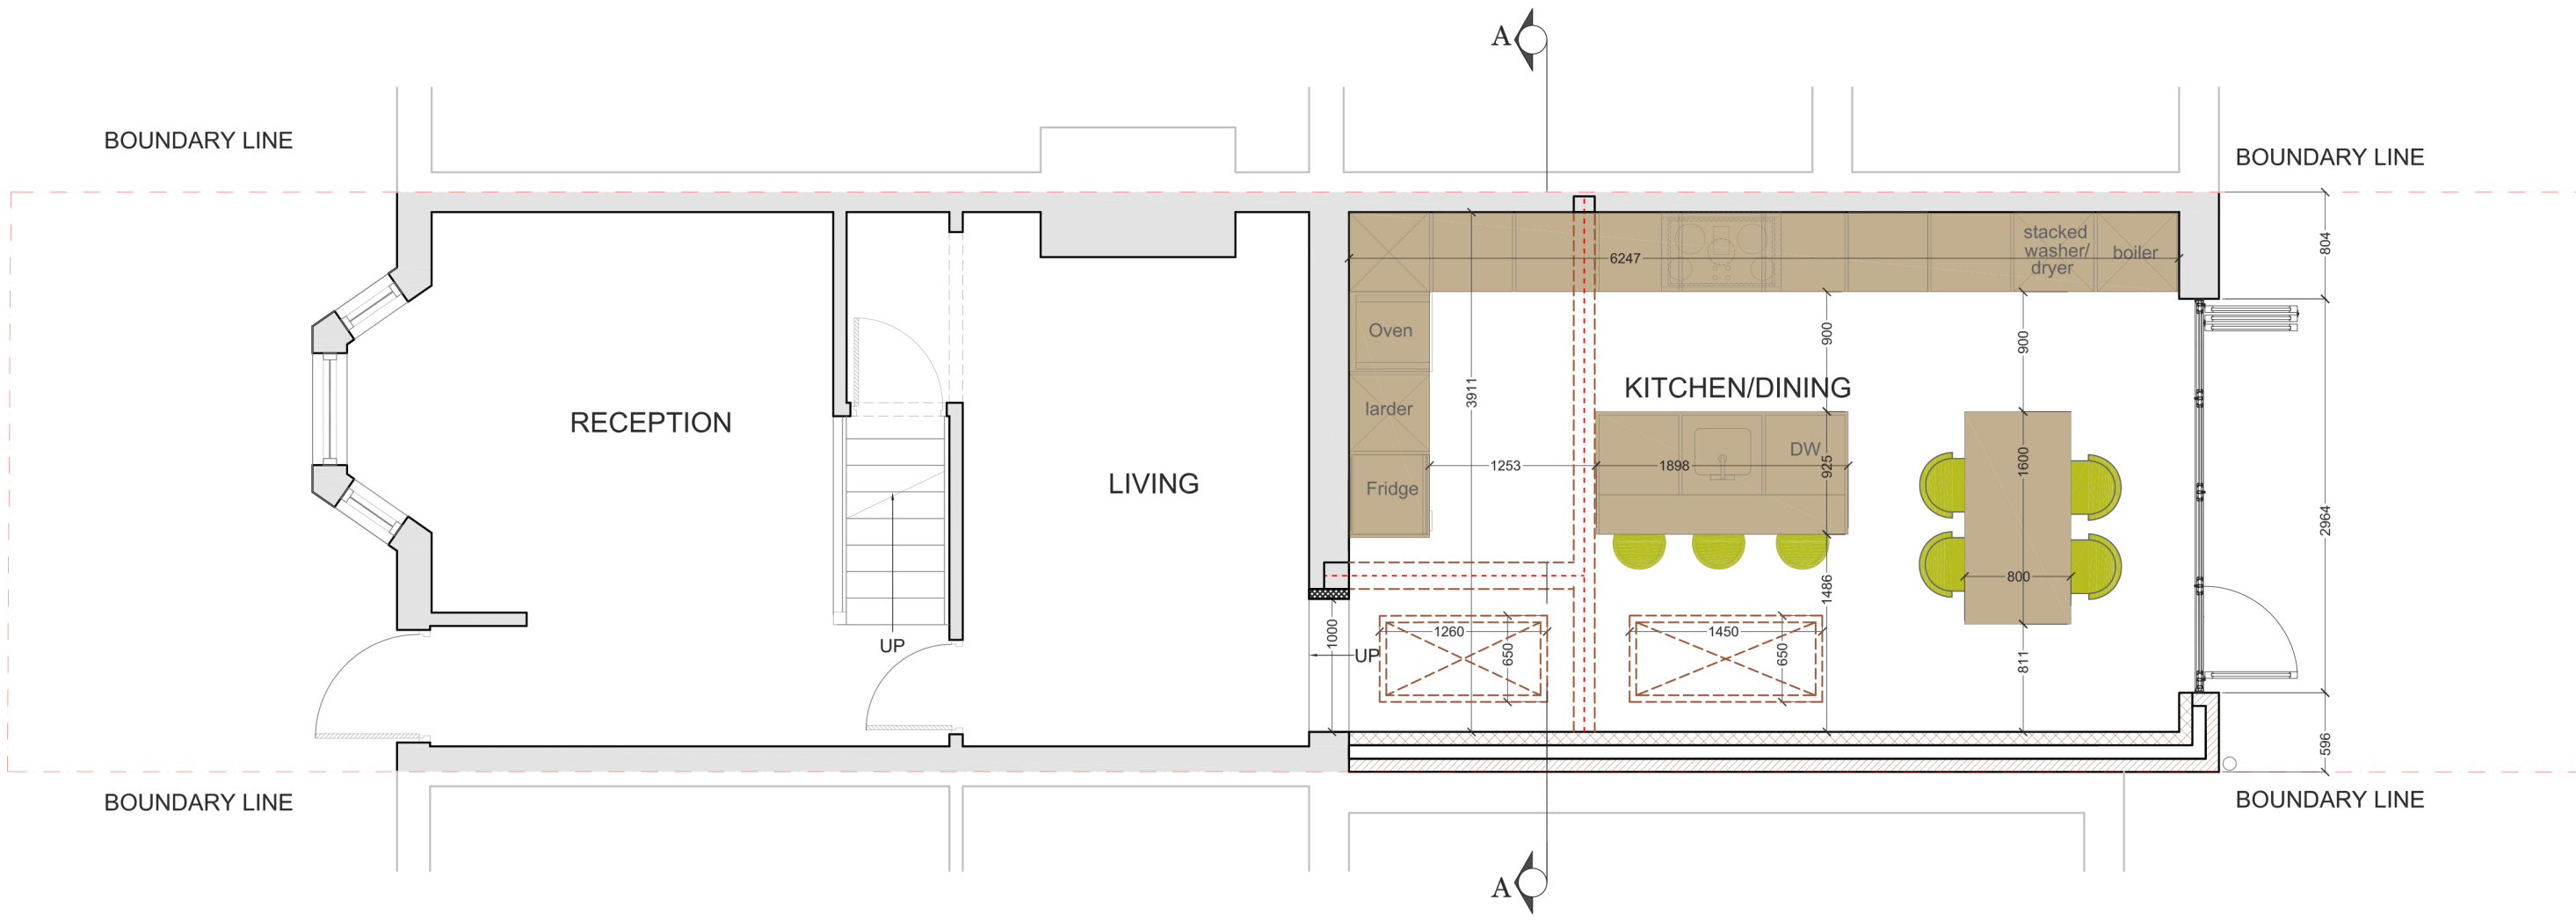 A
BOUNDARY LINE
BOUNDARY LINE
804
stacked
washer/
dryer
boiler
6247
Oven
900
900
3911
KITCHEN/DINING
larder
RECEPTION
DW
1253
1898
925
1600
LIVING
Fridge
2964
800
1486
1000
1260
650
1450
650
UP
UP
811
596
BOUNDARY LINE
BOUNDARY LINE
A